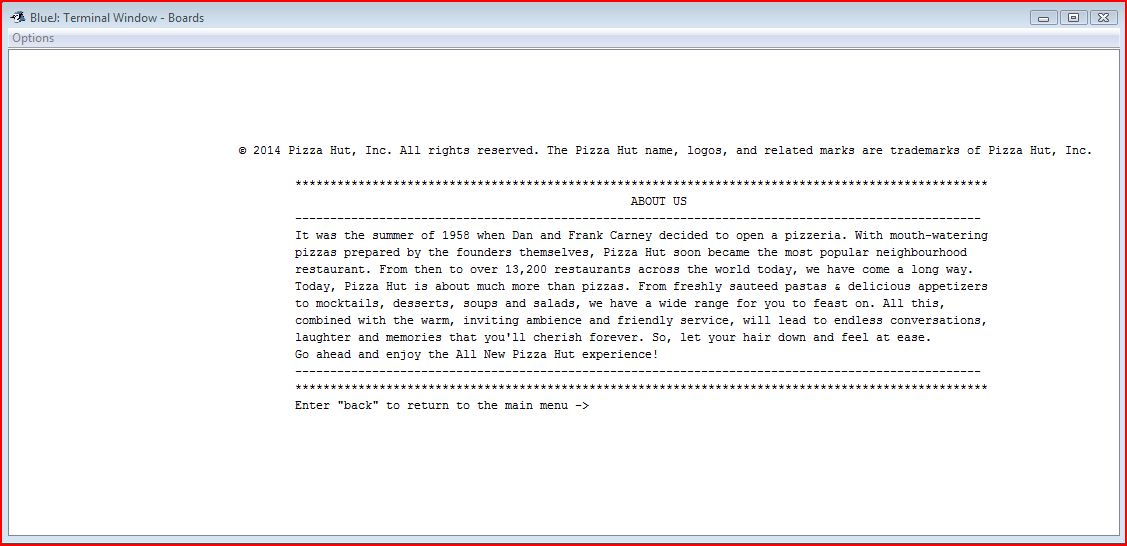 BlueJ: Terminal Window - Boards
Options
© 2014 Pizza Hut, Inc. All rights reserved. The Pizza Hut name, logos, and related marks are trademarks of Pizza Hut, Inc.
***************************************************************************************************
ABOUT US
--------------------------------------------------------------------------------------------------
It was the summer of 1958 when Dan and Frank Carney decided to open a pizzeria. With mouth-watering
pizzas prepared by the founders themselves, Pizza Hut soon became the most popular neighbourhood
restaurant. From then to over 13,200 restaurants across the world today, we have come a long way.
Today, Pizza Hut is about much more than pizzas. From freshly sauteed pastas & delicious appetizers
to mocktails, desserts, soups and salads, we have a wide range for you to feast on. All this,
combined with the warm, inviting ambience and friendly service, will lead to endless conversations,
laughter and memories that you'll cherish forever. So, let your hair down and feel at ease.
Go ahead and enjoy the All New Pizza Hut experience!
--------------------------------------------------------------------------------------------------
***************************************************************************************************
Enter "back" to return to the main menu ->